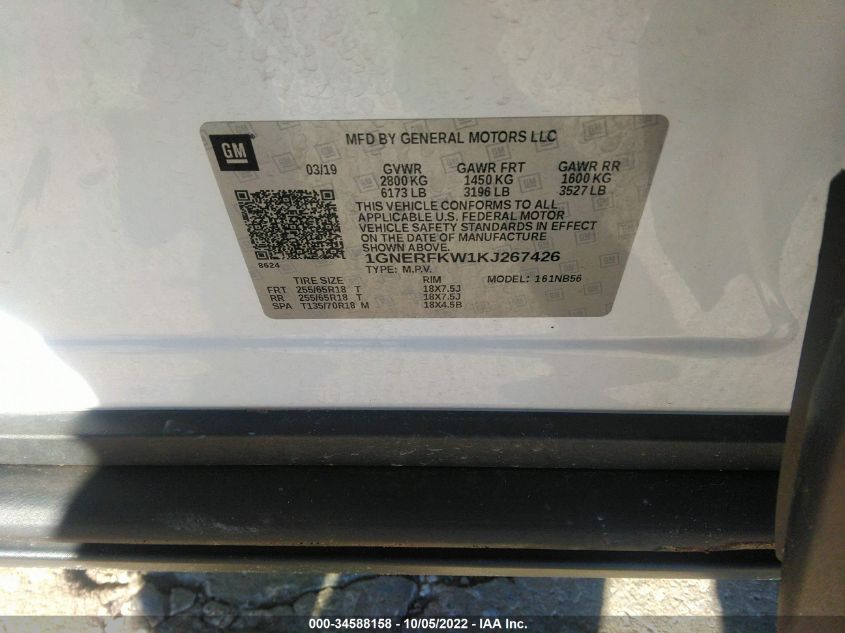 GM
MFD BY GENERAL MOTORS LLC
03/19 GVWR GAWR FRT GAWR RR
2800 KG 1450 KG 1600 KG
6173 LB 3196 LB 3527 LB
THIS VEHICLE CONFORMS TO ALL
APPLICABLE U.S. FEDERAL MOTOR
VEHICLE SAFETY STANDARDS IN EFFECT
ON THE DATE OF MANUFACTURE
SHOWN ABOVE.
8624
1GNERFKW1KJ267426
TYPE: M.P.V. MODEL: 161NB56
TIRE SIZE RIM
FRT 255/65R18 T 18X7.5J
RR 255/65R18 T 18X7.5J
SPA T135/70R18 M 18X4.5B
000-34588158 - 10/05/2022 - IAA Inc.